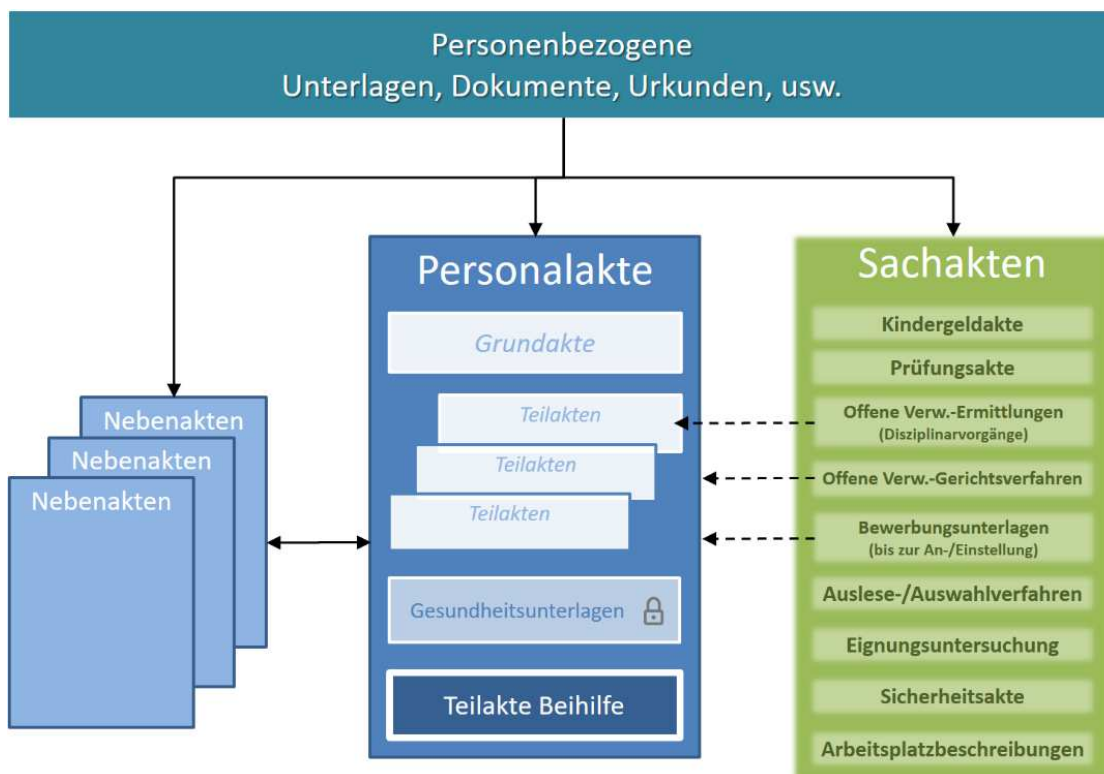 Personenbezogene
Unterlagen, Dokumente, Urkunden, usw.
Nebenakten
Nebenakten
Nebenakten
Personalakte
Grundakte
Teilakten
Teilakten
Teilakten
Gesundheitsunterlagen
Teilakte Beihilfe
Sachakten
Kindergeldakte
Prüfungsakte
Offene Verw.-Ermittlungen
(Disziplinarvorgänge)
Offene Verw.-Gerichtsverfahren
Bewerbungsunterlagen
(bis zur An-/Einstellung)
Auslese-/Auswahlverfahren
Eignungsuntersuchung
Sicherheitsakte
Arbeitsplatzbeschreibungen